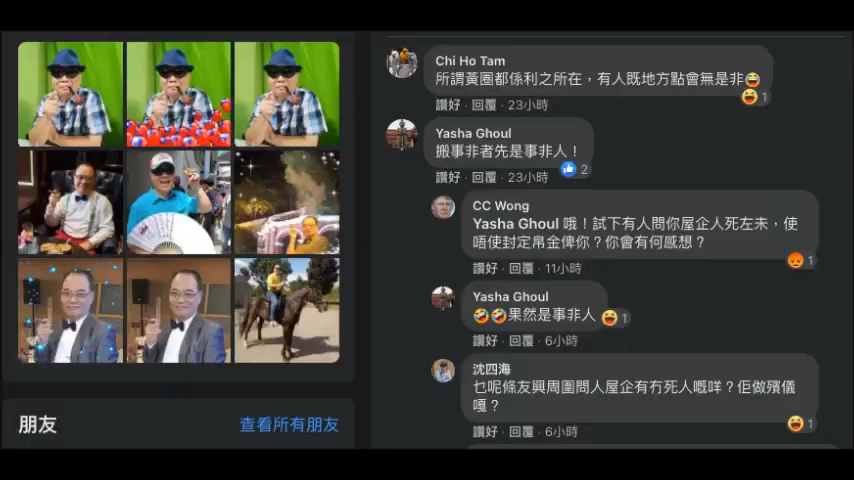 朋友
查看所有朋友
Chi Ho Tam
所謂黃圈都係利之所在，有人既地方點會無是非😂
讚好 · 回覆 · 23小時
1
Yasha Ghoul
搬事非者先是事非人！
讚好 · 回覆 · 23小時
2
CC Wong
Yasha Ghoul 哦！試下有人問你屋企人死左未，使
唔使封定帛金俾你？你會有何感想？
讚好 · 回覆 · 11小時
1
Yasha Ghoul
🤣🤣果然是事非人
1
讚好 · 回覆 · 6小時
沈四海
乜呢條友興周圍問人屋企有冇死人嘅咩？佢做殯儀
嘎？
讚好 · 回覆 · 6小時
1